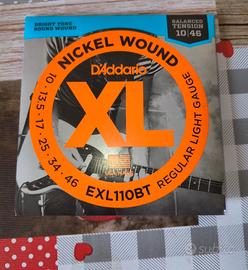 BRIGHT TONE
ROUND WOUND
BALANCED
TENSION
10|46
NICKEL WOUND
D'Addario
XL
10 · 13.5 · 17 · 25 · 34 · 46
EXL110BT
REGULAR LIGHT GAUGE
subito